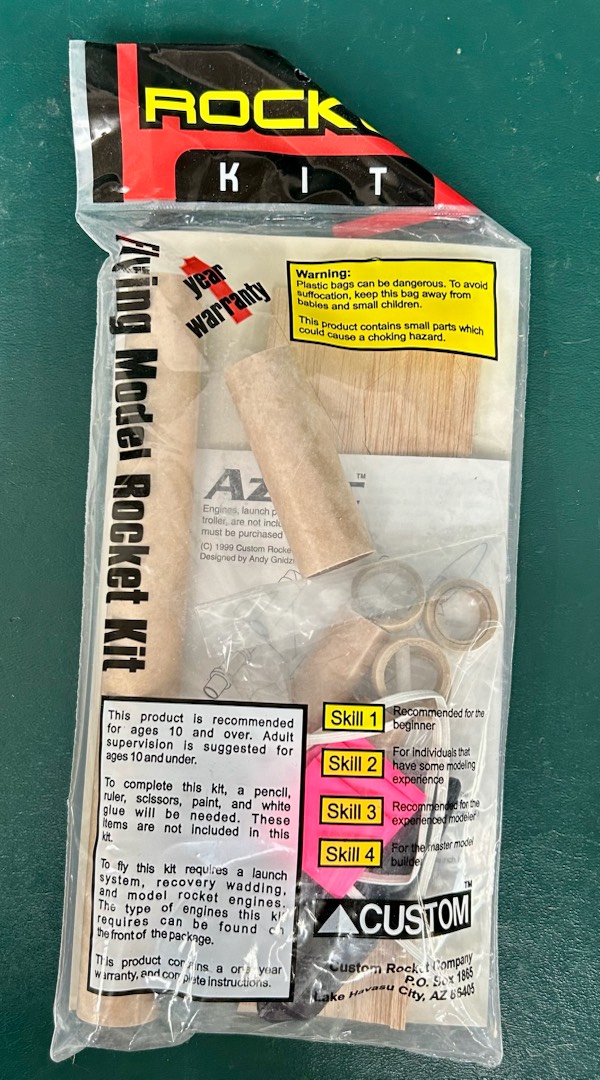 ROCK
KIT
Flying Model Rocket Kit
1
year
warranty
Warning:
Plastic bags can be dangerous. To avoid
suffocation, keep this bag away from
babies and small children.
This product contains small parts which
could cause a choking hazard.
Az
TM
Engines, launch p
troller, are not inclu
must be purchased
(C) 1999 Custom Rocke
Designed by Andy Gnidz
This product is recommended
for ages 10 and over. Adult
supervision is suggested for
ages 10 and under.
To complete this kit, a pencil,
ruler, scissors, paint, and white
glue will be needed. These
items are not included in this
kit.
To fly this kit requires a launch
system, recovery wadding,
and model rocket engines.
The type of engines this kit
requires can be found on
the front of the package.
This product contains a one year
warranty, and complete instructions.
Skill 1 Recommended for the
beginner
Skill 2 For individuals that
have some modeling
experience
Skill 3 Recommended for the
experienced modeler
Skill 4 For the master model
builder
CUSTOM TM
Custom Rocket Company
P.O. Box 1865
Lake Havasu City, AZ 86405